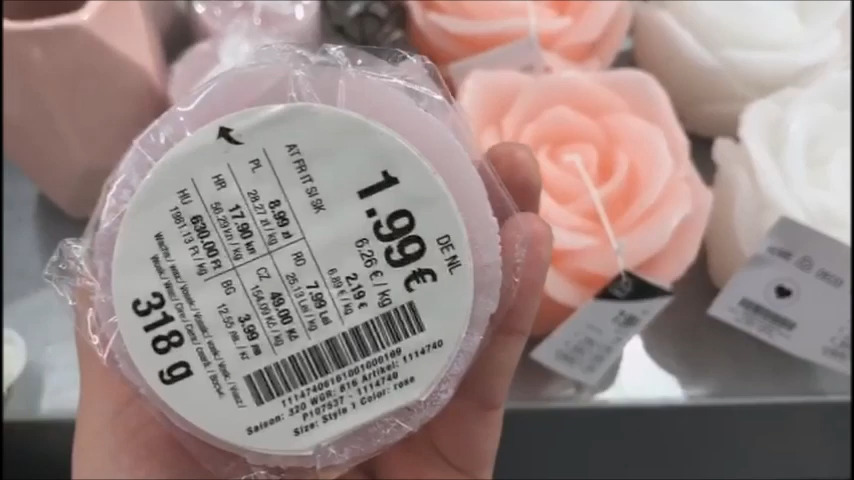 DE NL
1.99 €
6,26 €/kg
AT FR IT SI SK
2.19 €
6,89 €/kg
PL
8.99 zł
28.27 zł / kg
RO
7.99 Lei
25.13 Lei / kg
HR
17.90 kn
56.29 kn / kg
CZ
49.00 Kč
154.09 Kč / kg
HU
630.00 Ft
1981.13 Ft / kg
BG
3.99 лв.
12.55 лв. / кг
318 g
11147406161001000189
Saison: 320 WGR: 616 Artikel: 1114740
P107537 - 1114740
Size: Style 1 Color: rose